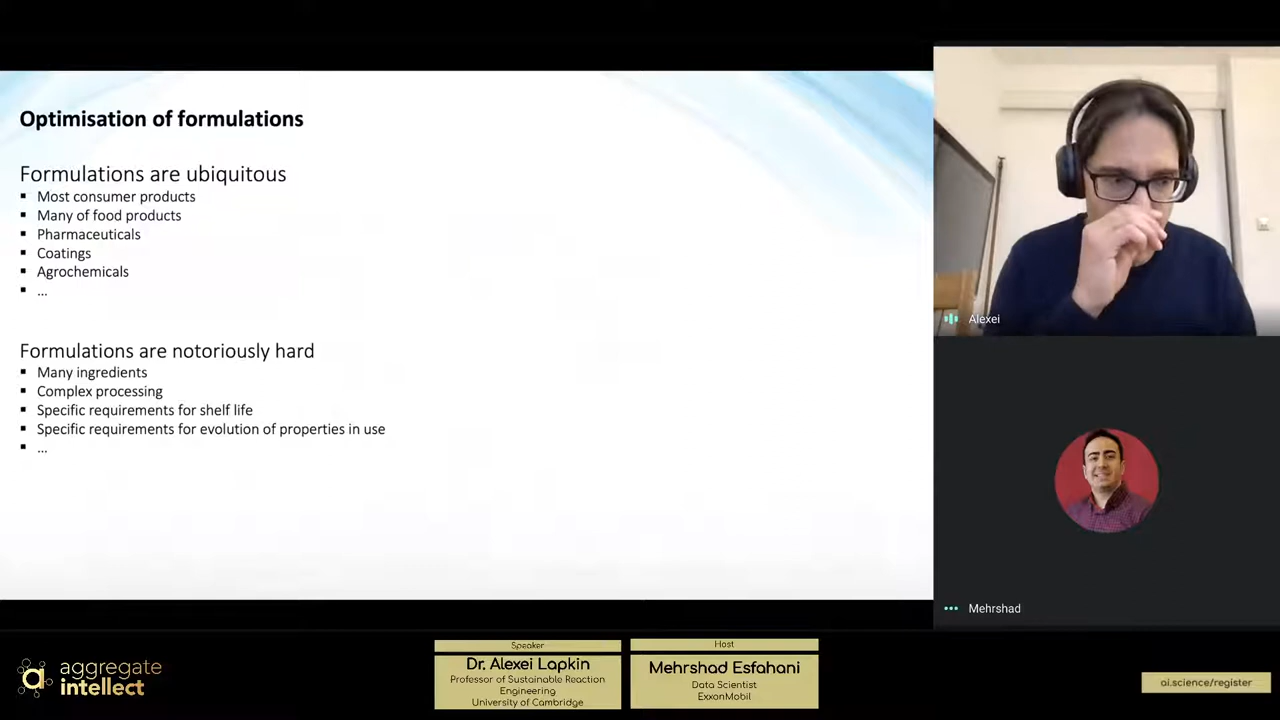 Optimisation of formulations
Formulations are ubiquitous
Most consumer products
Many of food products
Pharmaceuticals
Coatings
Agrochemicals
...
Formulations are notoriously hard
Many ingredients
Complex processing
Specific requirements for shelf life
Specific requirements for evolution of properties in use
...
Alexei
Mehrshad
aggregate
intellect
Speaker
Dr. Alexei Lapkin
Professor of Sustainable Reaction
Engineering
University of Cambridge
Host
Mehrshad Esfahani
Data Scientist
ExxonMobil
ai.science/register